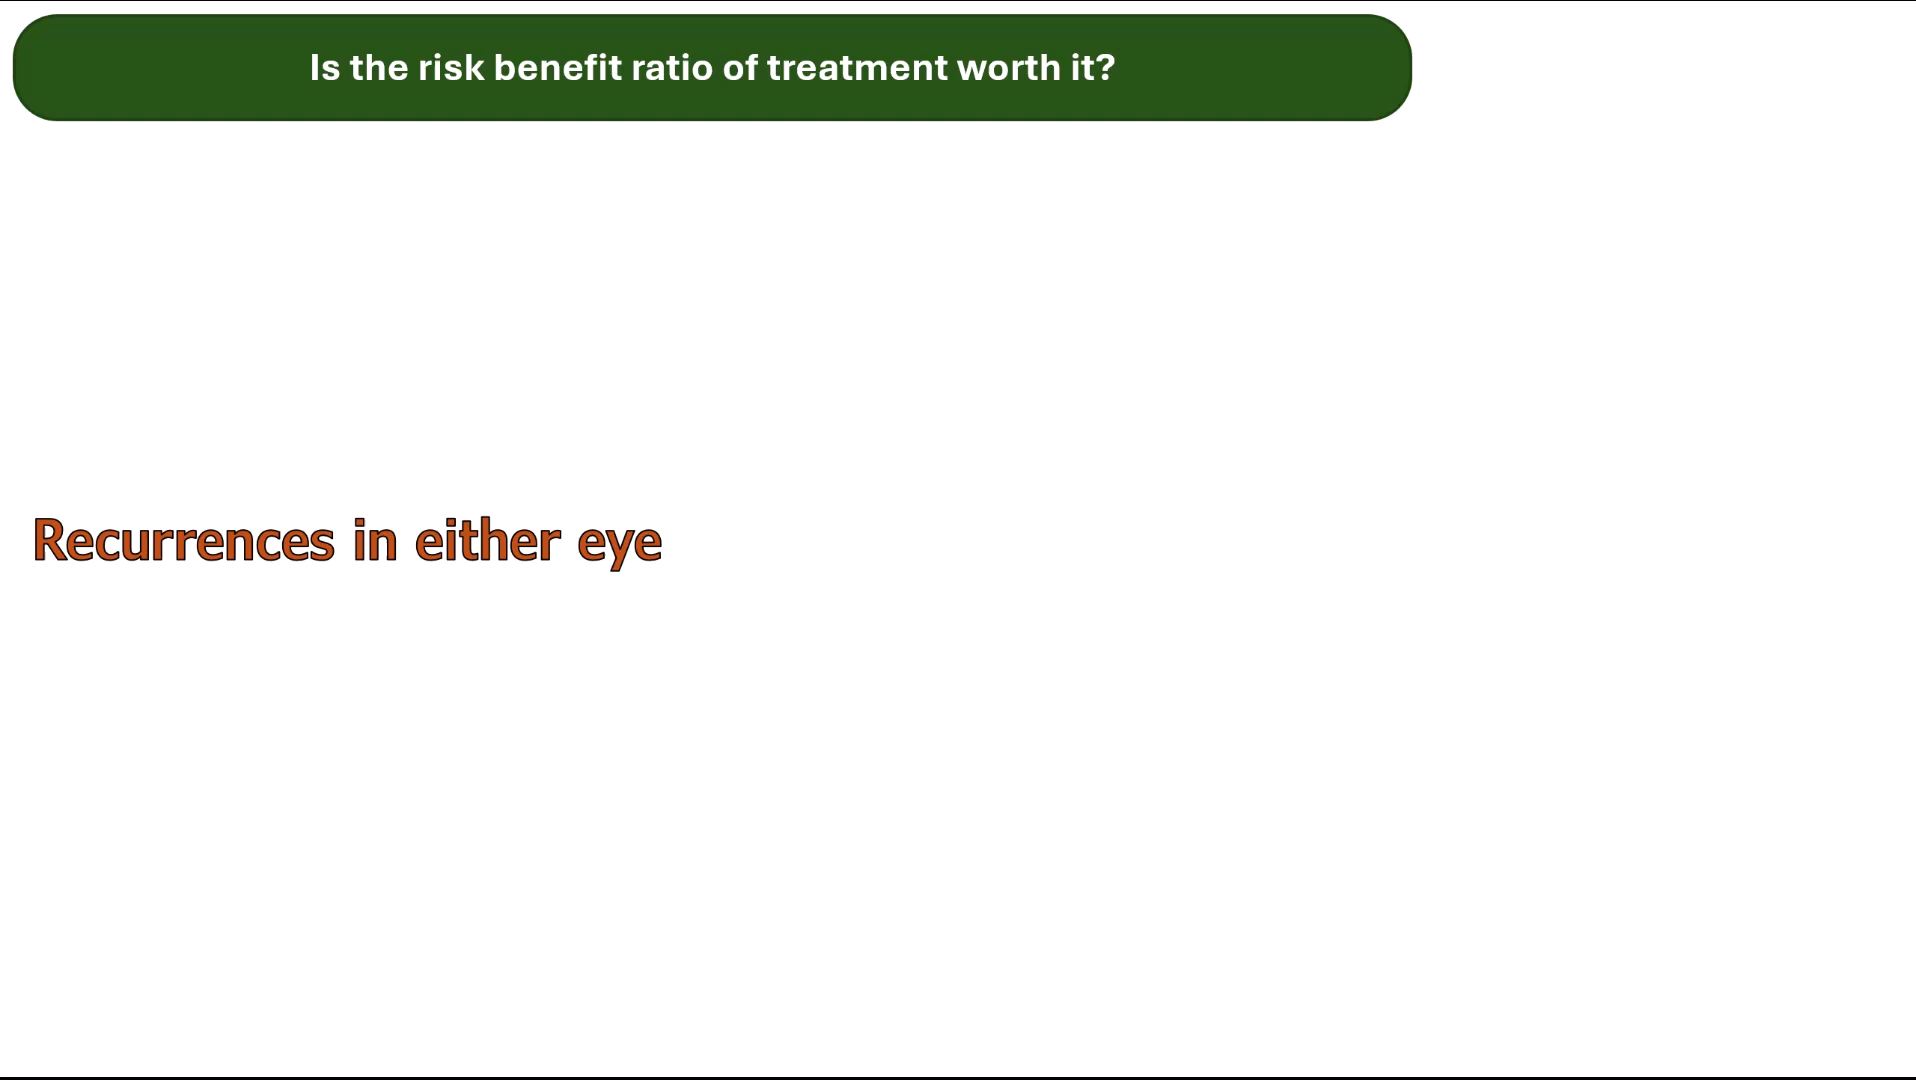 Is the risk benefit ratio of treatment worth it?
Recurrences in either eye